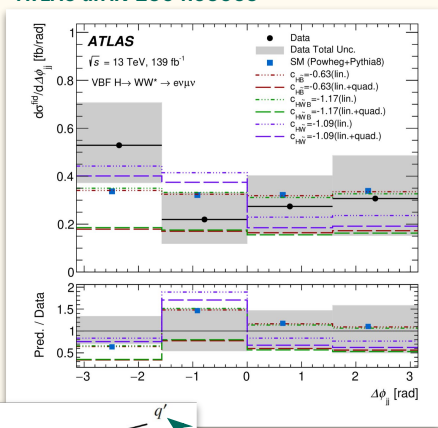 ATLAS
√s = 13 TeV, 139 fb⁻¹
VBF H→ WW* → eνμν
Data
Data Total Unc.
SM (Powheg+Pythia8)
c_HB̃=-0.63(lin.)
c_HB̃=-0.63(lin.+quad.)
c_HW̃B=-1.17(lin.)
c_HW̃B=-1.17(lin.+quad.)
c_HW̃=-1.09(lin.)
c_HW̃=-1.09(lin.+quad.)
dσ^fid/dΔφ_jj [fb/rad]
1
0.8
0.6
0.4
0.2
0
Pred. / Data
2
1.5
1
0.5
-3 -2 -1 0 1 2 3
Δφ_jj [rad]
q′